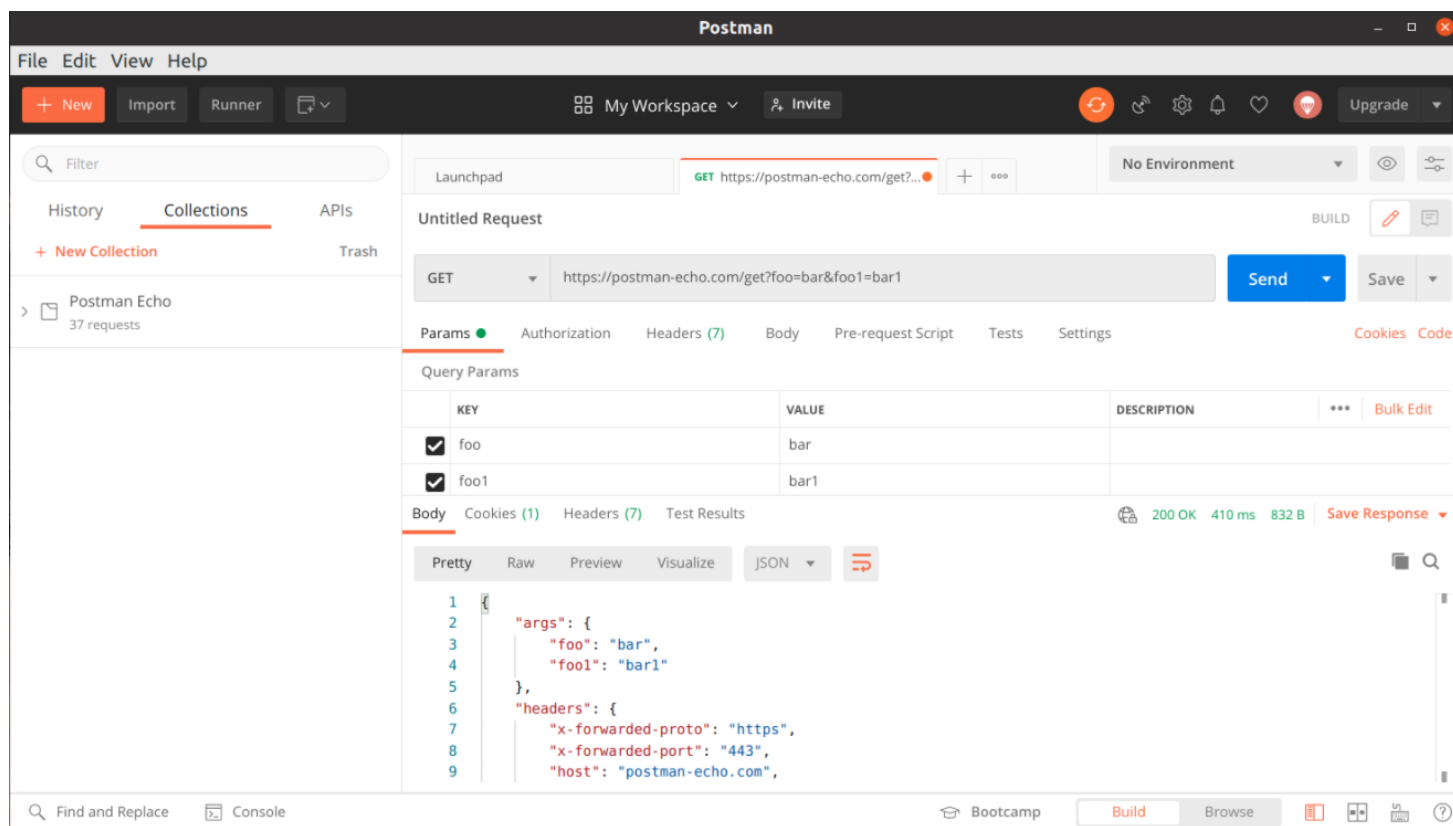 Postman
File Edit View Help
+ New Import Runner My Workspace Invite Upgrade
Filter
History Collections APIs
+ New Collection Trash
Postman Echo
37 requests
Launchpad GET https://postman-echo.com/get?... No Environment
Untitled Request BUILD
GET https://postman-echo.com/get?foo=bar&foo1=bar1 Send Save
Params Authorization Headers (7) Body Pre-request Script Tests Settings Cookies Code
Query Params
KEY VALUE DESCRIPTION Bulk Edit
foo bar
foo1 bar1
Body Cookies (1) Headers (7) Test Results 200 OK 410 ms 832 B Save Response
Pretty Raw Preview Visualize JSON
1 {
2 "args": {
3 "foo": "bar",
4 "foo1": "bar1"
5 },
6 "headers": {
7 "x-forwarded-proto": "https",
8 "x-forwarded-port": "443",
9 "host": "postman-echo.com",
Find and Replace Console Bootcamp Build Browse